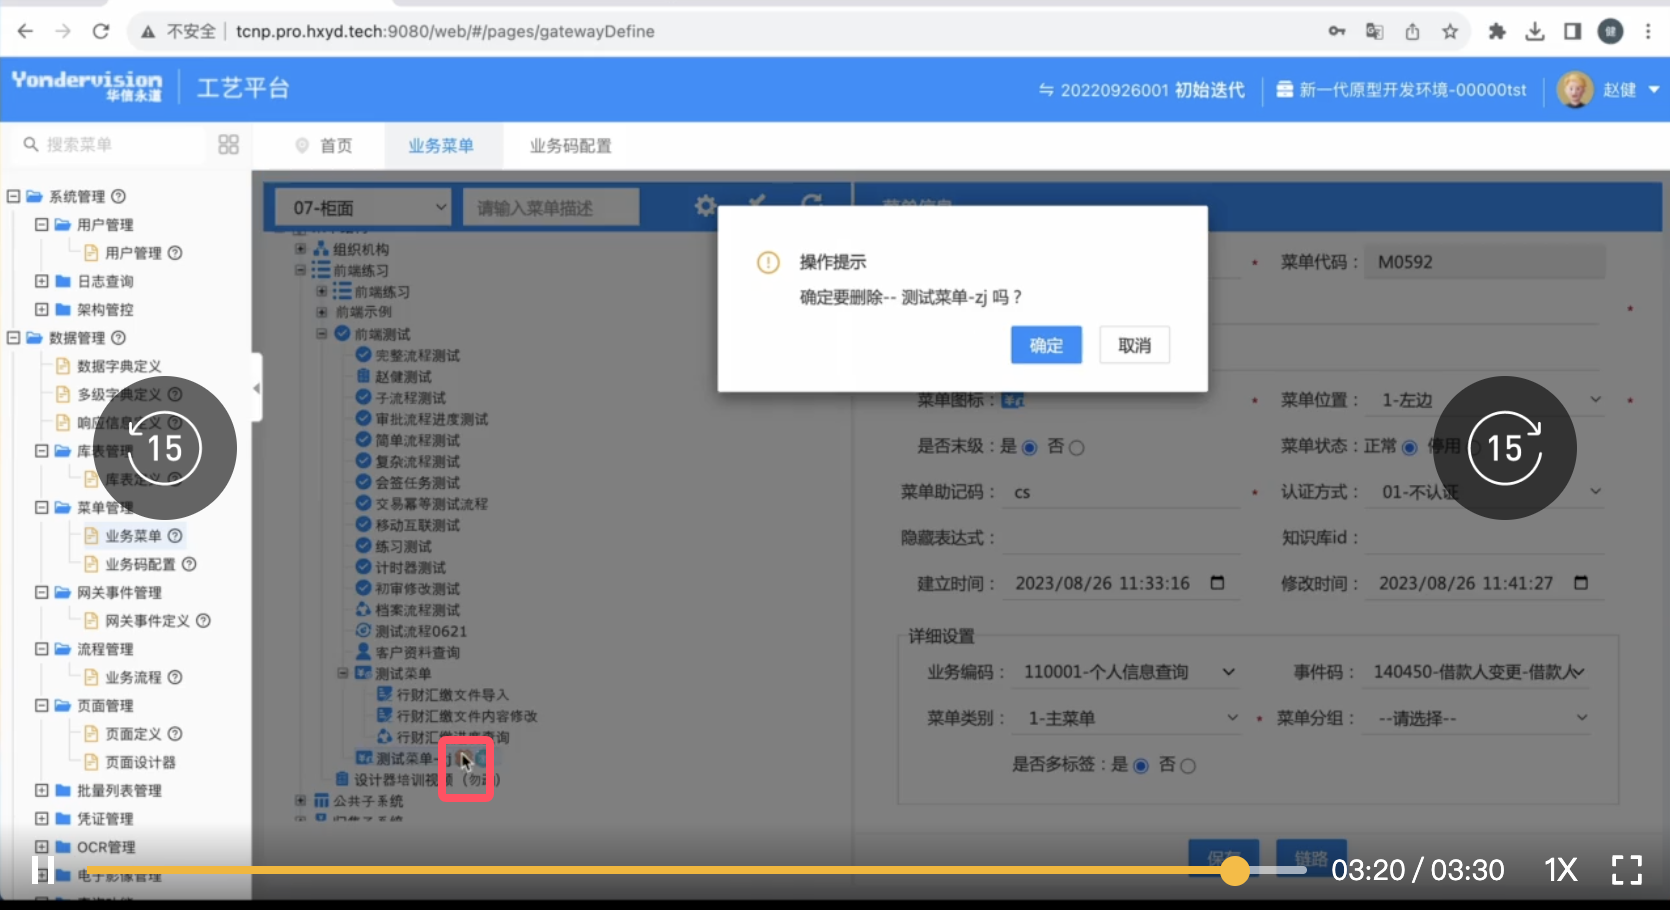 不安全 | tcnp.pro.hxyd.tech:9080/web/#/pages/gatewayDefine
健
Yondervision
华信永道
工艺平台
20220926001 初始迭代
新一代原型开发环境-00000tst
赵健
搜索菜单
首页
业务菜单
业务码配置
系统管理
用户管理
用户管理
日志查询
架构管控
数据管理
数据字典定义
多级字典定义
响应信息定义
库表管理
库表定义
菜单管理
业务菜单
业务码配置
网关事件管理
网关事件定义
流程管理
业务流程
页面管理
页面定义
页面设计器
批量列表管理
凭证管理
OCR管理
电子影像管理
07-柜面
请输入菜单描述
组织机构
前端练习
前端练习
前端示例
前端测试
完整流程测试
赵健测试
子流程测试
审批流程进度测试
简单流程测试
复杂流程测试
会签任务测试
交易幂等测试流程
移动互联测试
练习测试
计时器测试
初审修改测试
档案流程测试
测试流程0621
客户资料查询
测试菜单
行财汇缴文件导入
行财汇缴文件内容修改
行财汇缴进度查询
测试菜单-zj
设计器培训视频（勿动）
公共子系统
菜单信息
操作提示
确定要删除-- 测试菜单-zj 吗？
确定
取消
* 菜单代码： M0592
*
菜单图标： * 菜单位置： 1-左边 *
是否末级：是 否 菜单状态：正常 停用
菜单助记码： cs * 认证方式： 01-不认证
隐藏表达式： 知识库id：
建立时间： 2023/08/26 11:33:16 修改时间： 2023/08/26 11:41:27
详细设置
业务编码： 110001-个人信息查询 事件码： 140450-借款人变更-借款人
菜单类别： 1-主菜单 * 菜单分组： --请选择--
是否多标签：是 否
保存
链路
15
15
03:20 / 03:30
1X